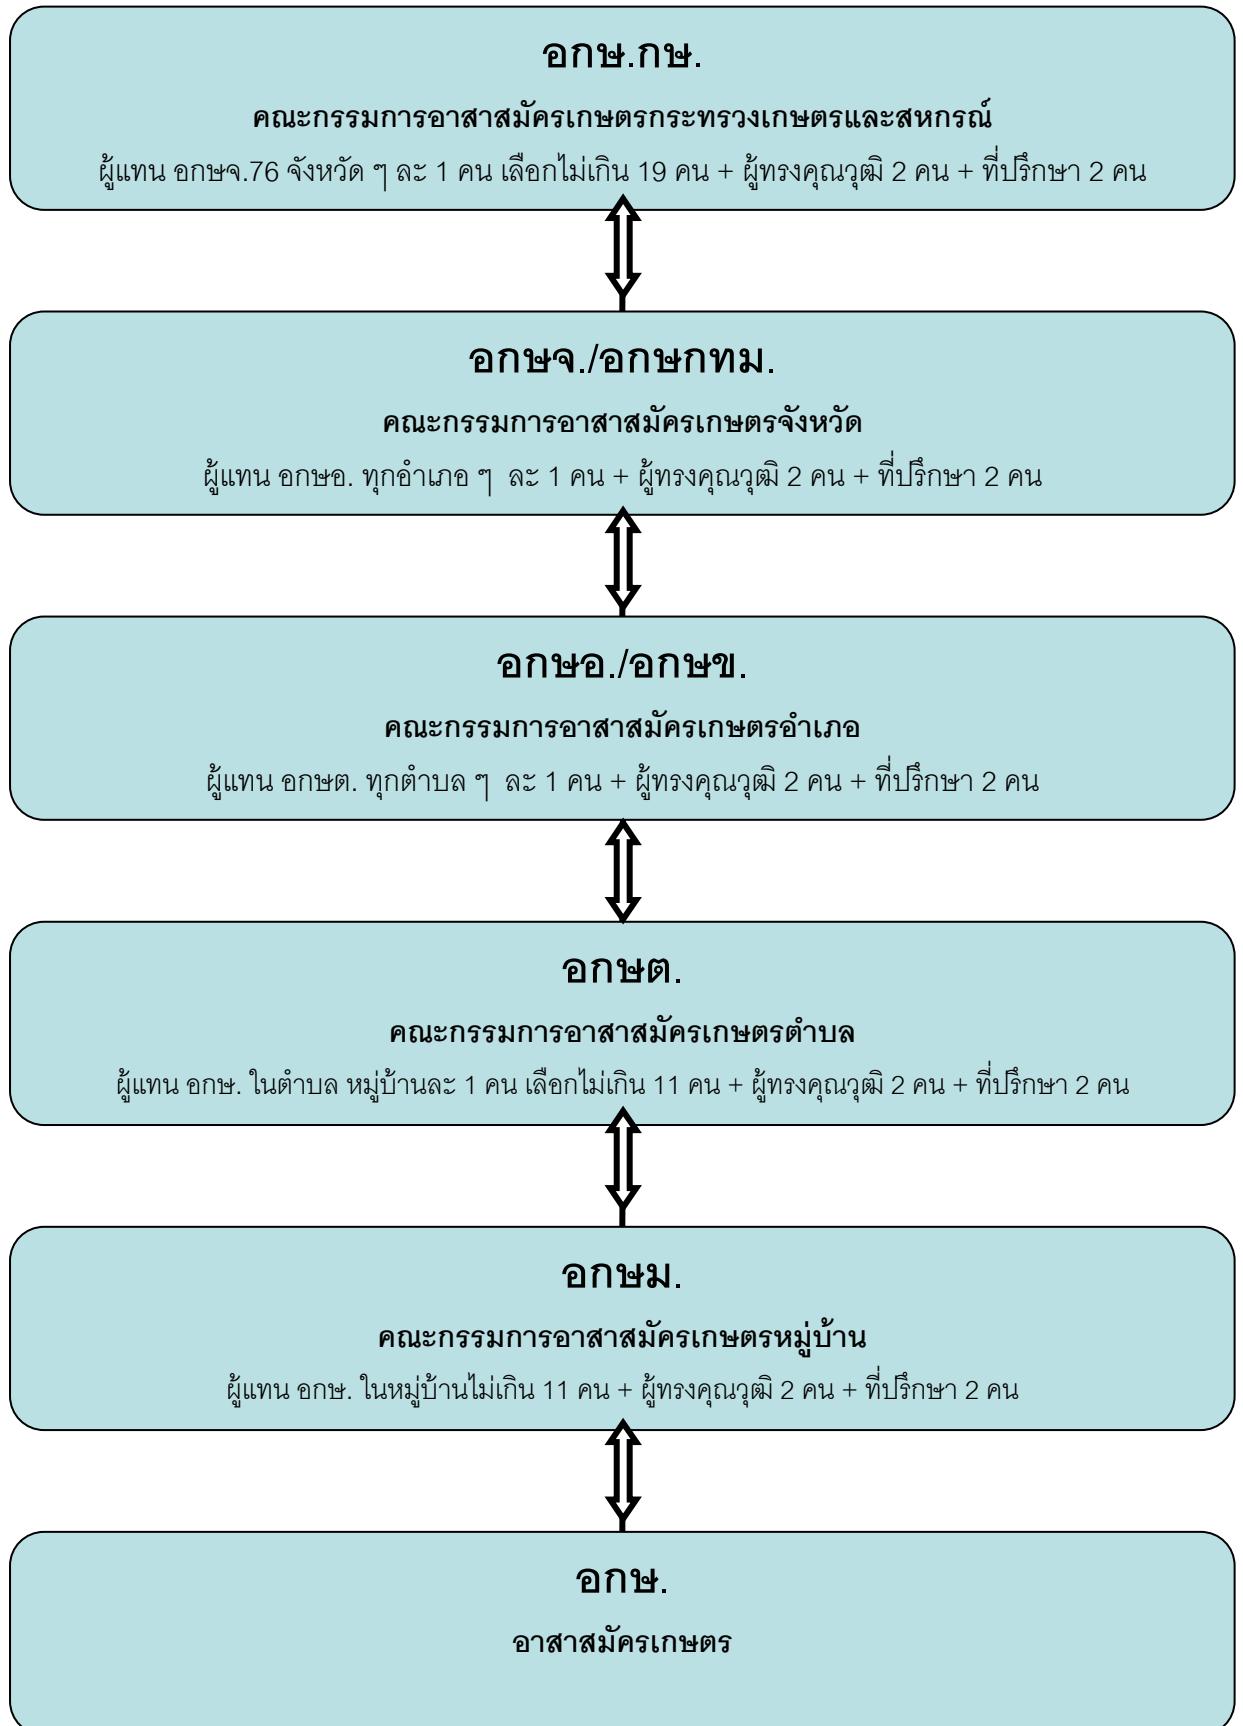 อกษ.กษ.
คณะกรรมการอาสาสมัครเกษตรกระทรวงเกษตรและสหกรณ์
ผู้แทน อกษจ.76 จังหวัด ๆ ละ 1 คน เลือกไม่เกิน 19 คน + ผู้ทรงคุณวุฒิ 2 คน + ที่ปรึกษา 2 คน
อกษจ./อกษกทม.
คณะกรรมการอาสาสมัครเกษตรจังหวัด
ผู้แทน อกษอ. ทุกอำเภอ ๆ ละ 1 คน + ผู้ทรงคุณวุฒิ 2 คน + ที่ปรึกษา 2 คน
อกษอ./อกษข.
คณะกรรมการอาสาสมัครเกษตรอำเภอ
ผู้แทน อกษต. ทุกตำบล ๆ ละ 1 คน + ผู้ทรงคุณวุฒิ 2 คน + ที่ปรึกษา 2 คน
อกษต.
คณะกรรมการอาสาสมัครเกษตรตำบล
ผู้แทน อกษ. ในตำบล หมู่บ้านละ 1 คน เลือกไม่เกิน 11 คน + ผู้ทรงคุณวุฒิ 2 คน + ที่ปรึกษา 2 คน
อกษม.
คณะกรรมการอาสาสมัครเกษตรหมู่บ้าน
ผู้แทน อกษ. ในหมู่บ้านไม่เกิน 11 คน + ผู้ทรงคุณวุฒิ 2 คน + ที่ปรึกษา 2 คน
อกษ.
อาสาสมัครเกษตร